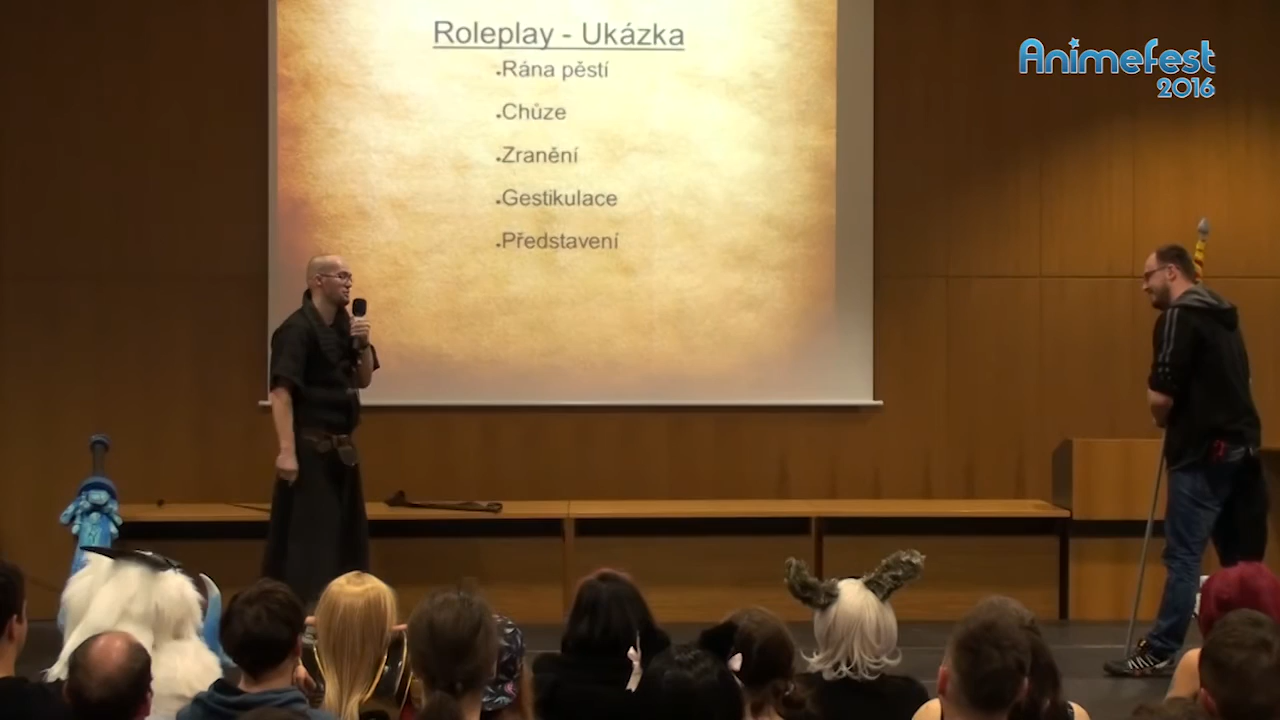 Roleplay - Ukázka
•Rána pěstí
•Chůze
•Zranění
•Gestikulace
•Představení
Animefest
2016